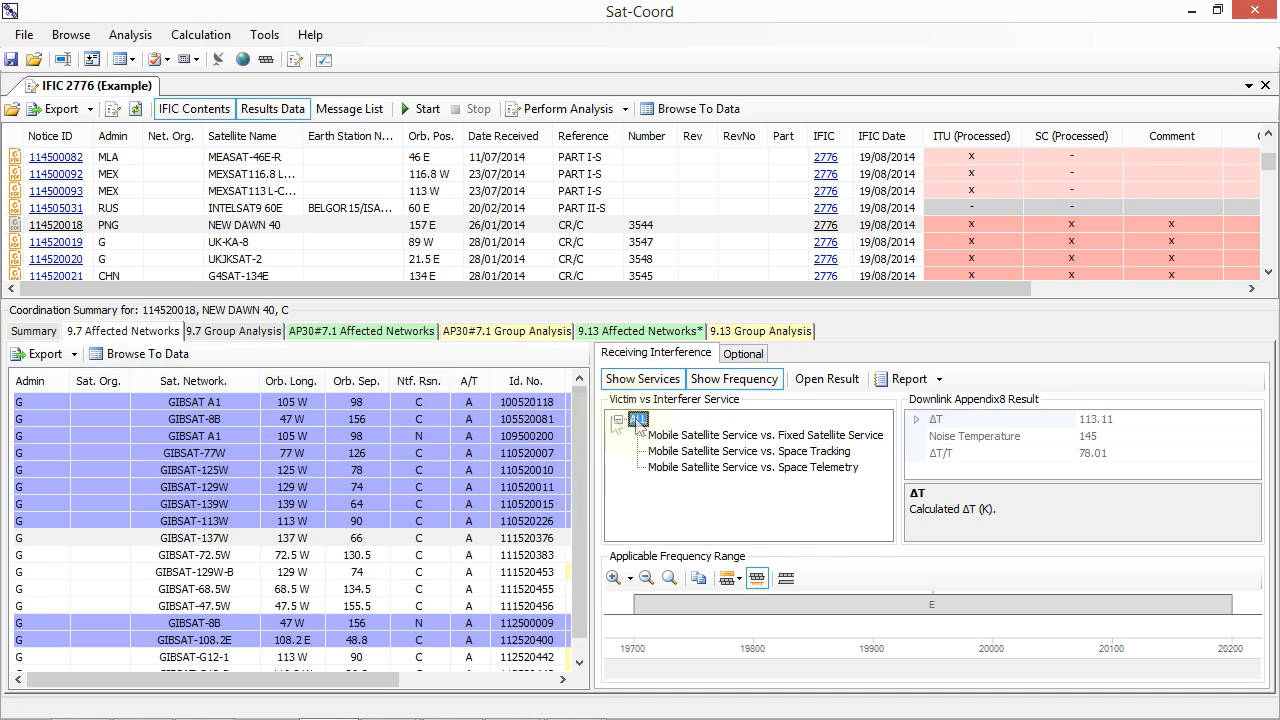 Sat-Coord
File Browse Analysis Calculation Tools Help
IFIC 2776 (Example)
Export IFIC Contents Results Data Message List Start Stop Perform Analysis Browse To Data
Notice ID Admin Net. Org. Satellite Name Earth Station N... Orb. Pos. Date Received Reference Number Rev RevNo Part IFIC IFIC Date ITU (Processed) SC (Processed) Comment
114500082 MLA MEASAT-46E-R 46 E 11/07/2014 PART I-S 2776 19/08/2014 x -
114500092 MEX MEXSAT116.8 L... 116.8 W 24/07/2014 PART I-S 2776 19/08/2014 x -
114500093 MEX MEXSAT113 L-C... 113 W 24/07/2014 PART I-S 2776 19/08/2014 x -
114505031 RUS INTELSAT9 60E BELGOR15/ISA... 60 E 20/02/2014 PART II-S 2776 19/08/2014 - -
114520018 PNG NEW DAWN 40 157 E 26/01/2014 CR/C 3544 2776 19/08/2014 x x x
114520019 G UK-KA-8 89 W 28/01/2014 CR/C 3547 2776 19/08/2014 x x x
114520020 G UKJKSAT-2 21.5 E 28/01/2014 CR/C 3548 2776 19/08/2014 x x x
114520021 CHN G4SAT-134E 134 E 28/01/2014 CR/C 3545 2776 19/08/2014 x x x
Coordination Summary for: 114520018, NEW DAWN 40, C
Summary 9.7 Affected Networks 9.7 Group Analysis AP30#7.1 Affected Networks AP30#7.1 Group Analysis 9.13 Affected Networks* 9.13 Group Analysis
Export Browse To Data
Admin Sat. Org. Sat. Network. Orb. Long. Orb. Sep. Ntf. Rsn. A/T Id. No.
G GIBSAT A1 105 W 98 C A 100520118
G GIBSAT-8B 47 W 156 C A 105520081
G GIBSAT A1 105 W 98 N A 109500200
G GIBSAT-77W 77 W 126 C A 110520007
G GIBSAT-125W 125 W 78 C A 110520010
G GIBSAT-129W 129 W 74 C A 110520011
G GIBSAT-139W 139 W 64 C A 110520015
G GIBSAT-113W 113 W 90 C A 110520226
G GIBSAT-137W 137 W 66 C A 111520376
G GIBSAT-72.5W 72.5 W 130.5 C A 111520383
G GIBSAT-129W-B 129 W 74 C A 111520453
G GIBSAT-68.5W 68.5 W 134.5 C A 111520455
G GIBSAT-47.5W 47.5 W 155.5 C A 111520456
G GIBSAT-8B 47 W 156 N A 112500009
G GIBSAT-108.2E 108.2 E 48.8 C A 112520400
G GIBSAT-G12-1 113 W 90 C A 112520442
Receiving Interference Optional
Show Services Show Frequency Open Result Report
Victim vs Interferer Service
ALL
Mobile Satellite Service vs. Fixed Satellite Service
Mobile Satellite Service vs. Space Tracking
Mobile Satellite Service vs. Space Telemetry
Downlink Appendix8 Result
ΔT 113.11
Noise Temperature 145
ΔT/T 78.01
ΔT
Calculated ΔT (K).
Applicable Frequency Range
E
19700 19800 19900 20000 20100 20200